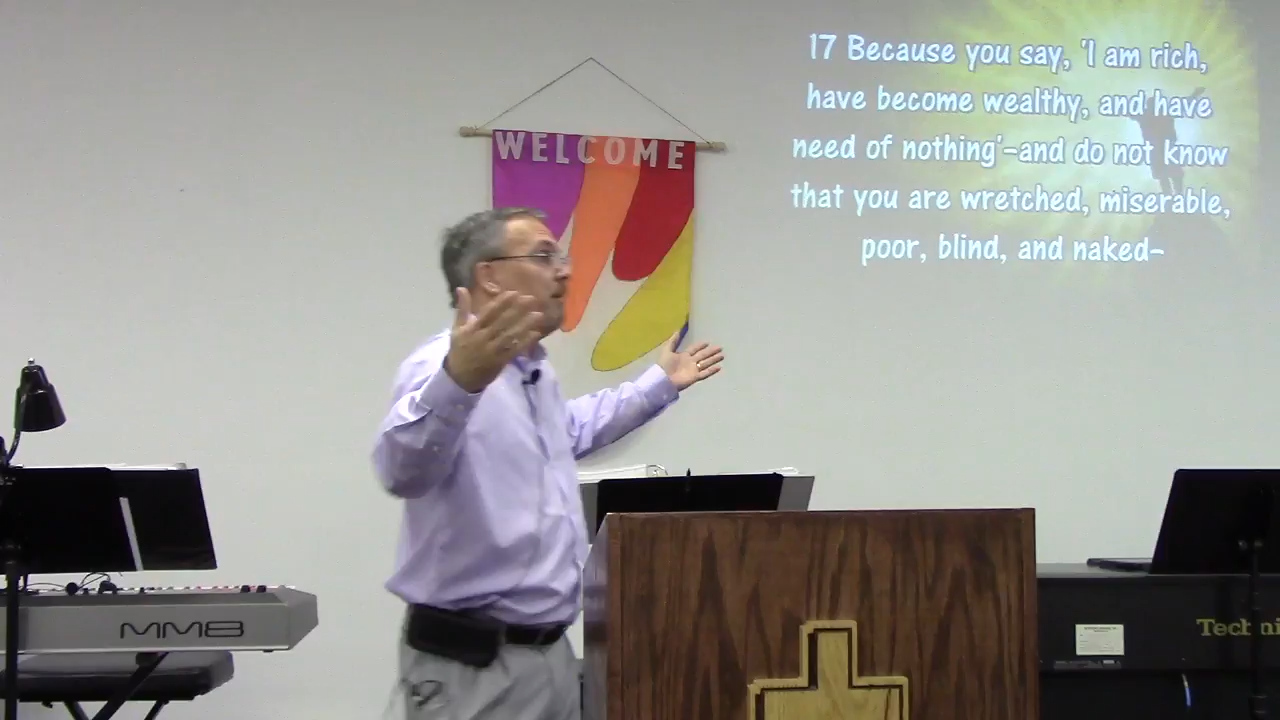 17 Because you say, 'I am rich,
have become wealthy, and have
need of nothing'–and do not know
that you are wretched, miserable,
poor, blind, and naked–
WELCOME
MM8
Techni